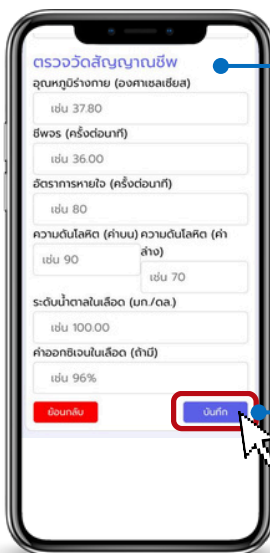 ตรวจวัดสัญญาณชีพ
อุณหภูมิร่างกาย (องศาเซลเซียส)
เช่น 37.80
ชีพจร (ครั้งต่อนาที)
เช่น 36.00
อัตราการหายใจ (ครั้งต่อนาที)
เช่น 80
ความดันโลหิต (ค่าบน) ความดันโลหิต (ค่า
ล่าง)
เช่น 90
เช่น 70
ระดับน้ำตาลในเลือด (มก./ดล.)
เช่น 100.00
ค่าออกซิเจนในเลือด (ถ้ามี)
เช่น 96%
ย้อนกลับ บันทึก